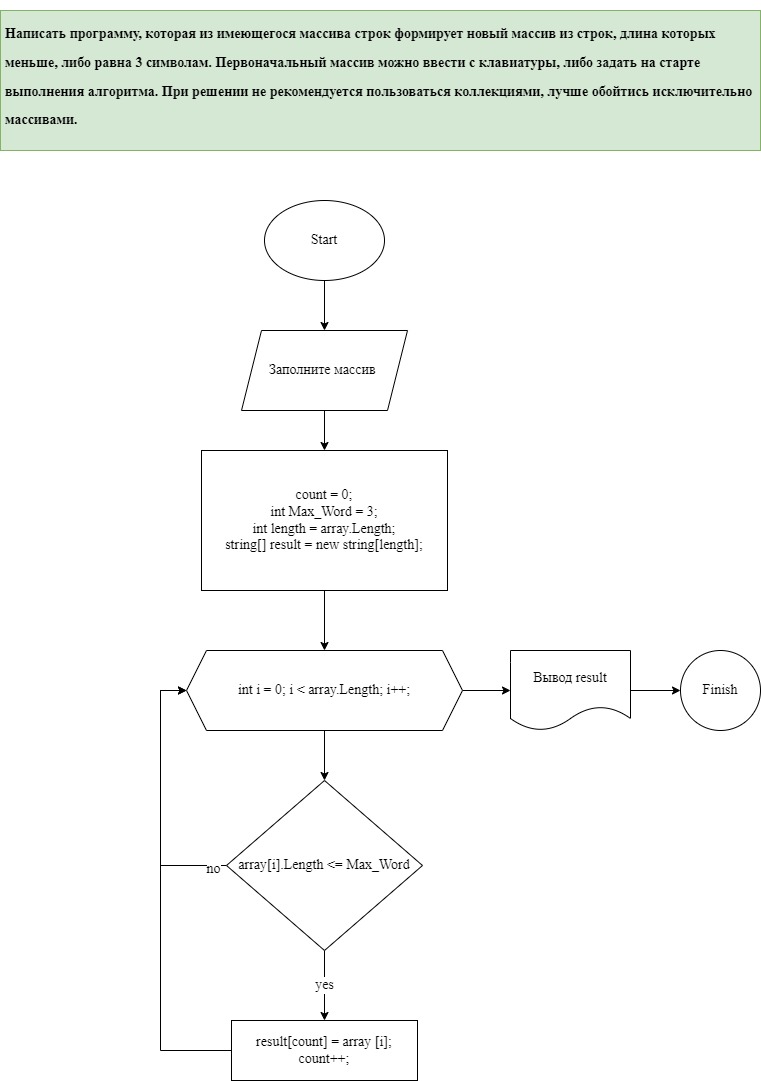 Написать программу, которая из имеющегося массива строк формирует новый массив из строк, длина которых
меньше, либо равна 3 символам. Первоначальный массив можно ввести с клавиатуры, либо задать на старте
выполнения алгоритма. При решении не рекомендуется пользоваться коллекциями, лучше обойтись исключительно
массивами.
Start
Заполните массив
count = 0;
int Max_Word = 3;
int length = array.Length;
string[] result = new string[length];
int i = 0; i < array.Length; i++;
Вывод result
Finish
array[i].Length <= Max_Word
no
yes
result[count] = array [i];
count++;